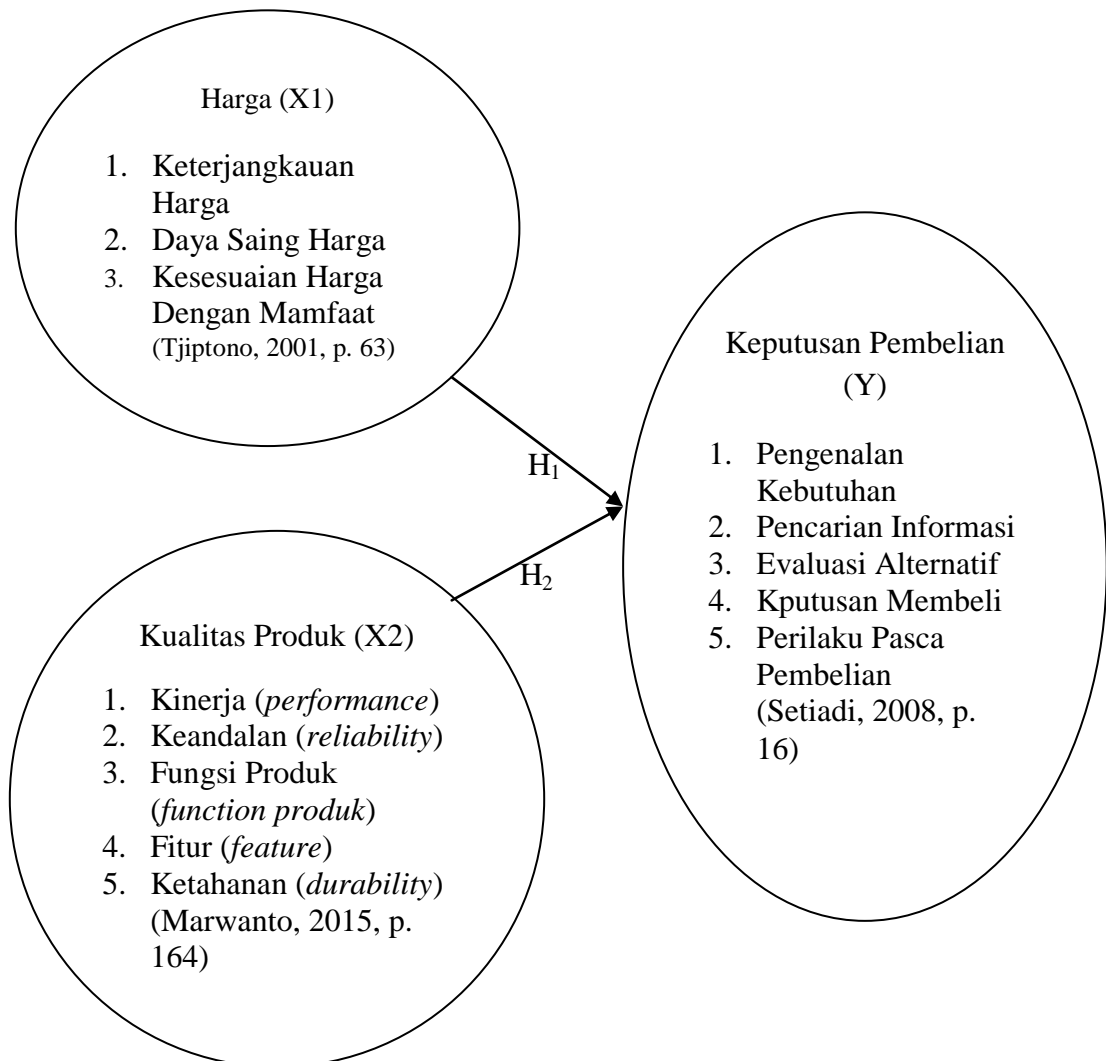 Harga (X1)
1. Keterjangkauan
Harga
2. Daya Saing Harga
3. Kesesuaian Harga
Dengan Mamfaat
(Tjiptono, 2001, p. 63)
H₁
Kualitas Produk (X2)
1. Kinerja (performance)
2. Keandalan (reliability)
3. Fungsi Produk
(function produk)
4. Fitur (feature)
5. Ketahanan (durability)
(Marwanto, 2015, p.
164)
H₂
Keputusan Pembelian
(Y)
1. Pengenalan
Kebutuhan
2. Pencarian Informasi
3. Evaluasi Alternatif
4. Kputusan Membeli
5. Perilaku Pasca
Pembelian
(Setiadi, 2008, p.
16)